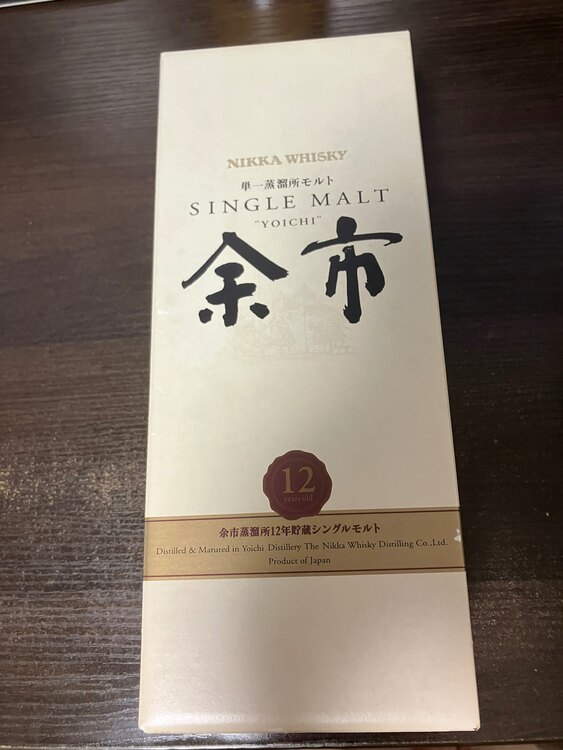 NIKKA WHISKY
単一蒸溜所モルト
SINGLE MALT
"YOICHI"
余市
12
years old
余市蒸溜所12年貯蔵シングルモルト
Distilled & Matured in Yoichi Distillery The Nikka Whisky Distilling Co.,Ltd.
Product of Japan